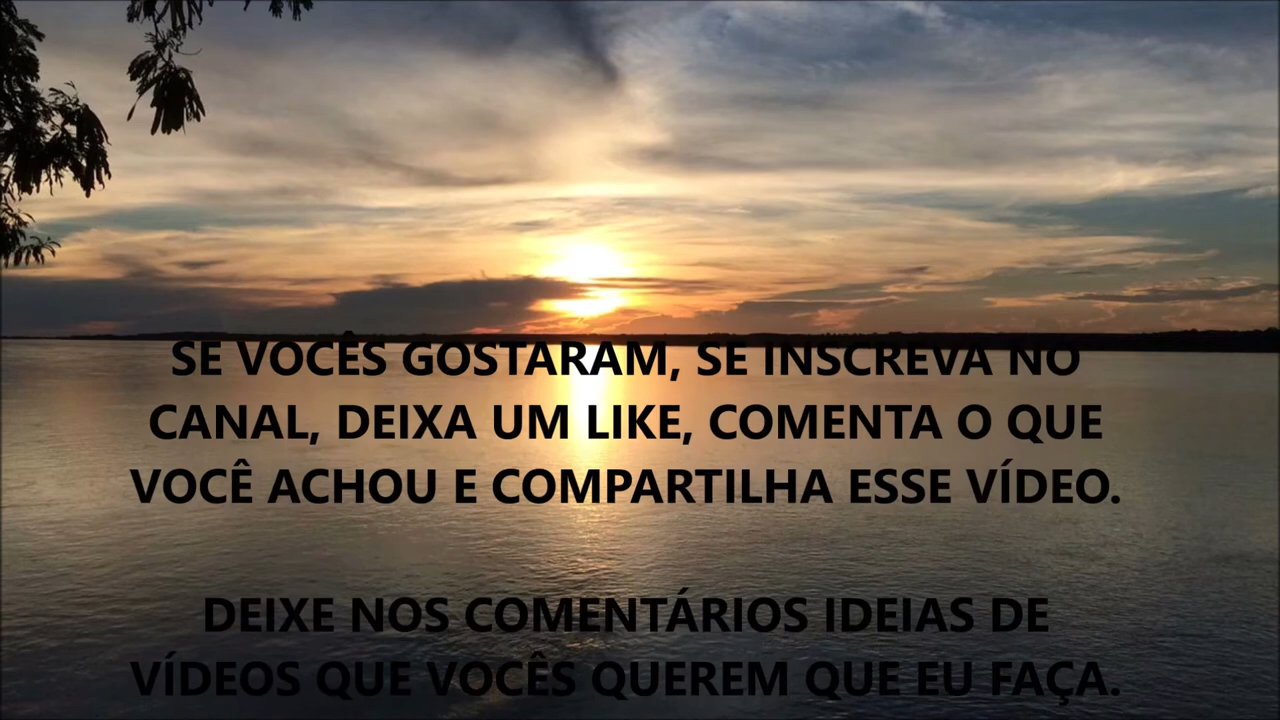 SE VOCÊS GOSTARAM, SE INSCREVA NO
CANAL, DEIXA UM LIKE, COMENTA O QUE
VOCÊ ACHOU E COMPARTILHA ESSE VÍDEO.
DEIXE NOS COMENTÁRIOS IDEIAS DE
VÍDEOS QUE VOCÊS QUEREM QUE EU FAÇA.